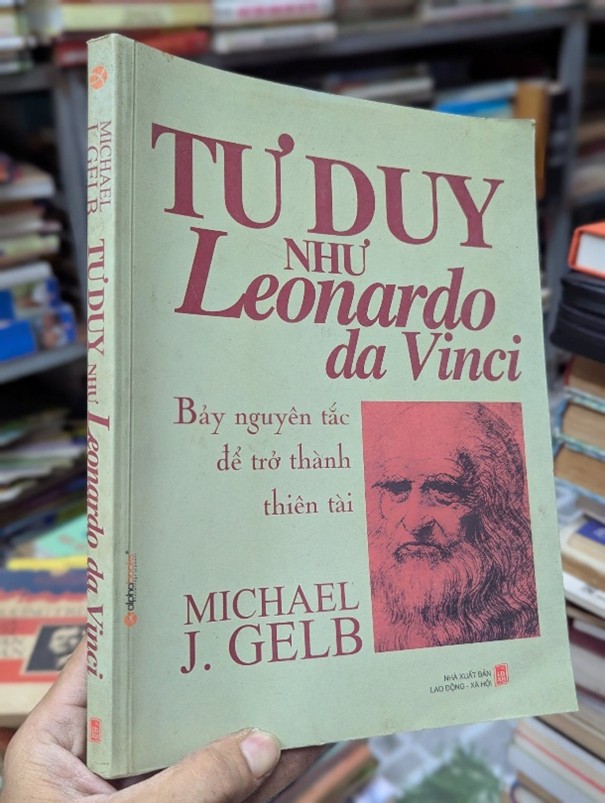 TƯ DUY
NHƯ
Leonardo
da Vinci
Bảy nguyên tắc
để trở thành
thiên tài
MICHAEL
J. GELB
NHÀ XUẤT BẢN
LAO ĐỘNG - XÃ HỘI
MICHAEL
J. GELB
TƯ DUY NHƯ Leonardo da Vinci
alphabooks